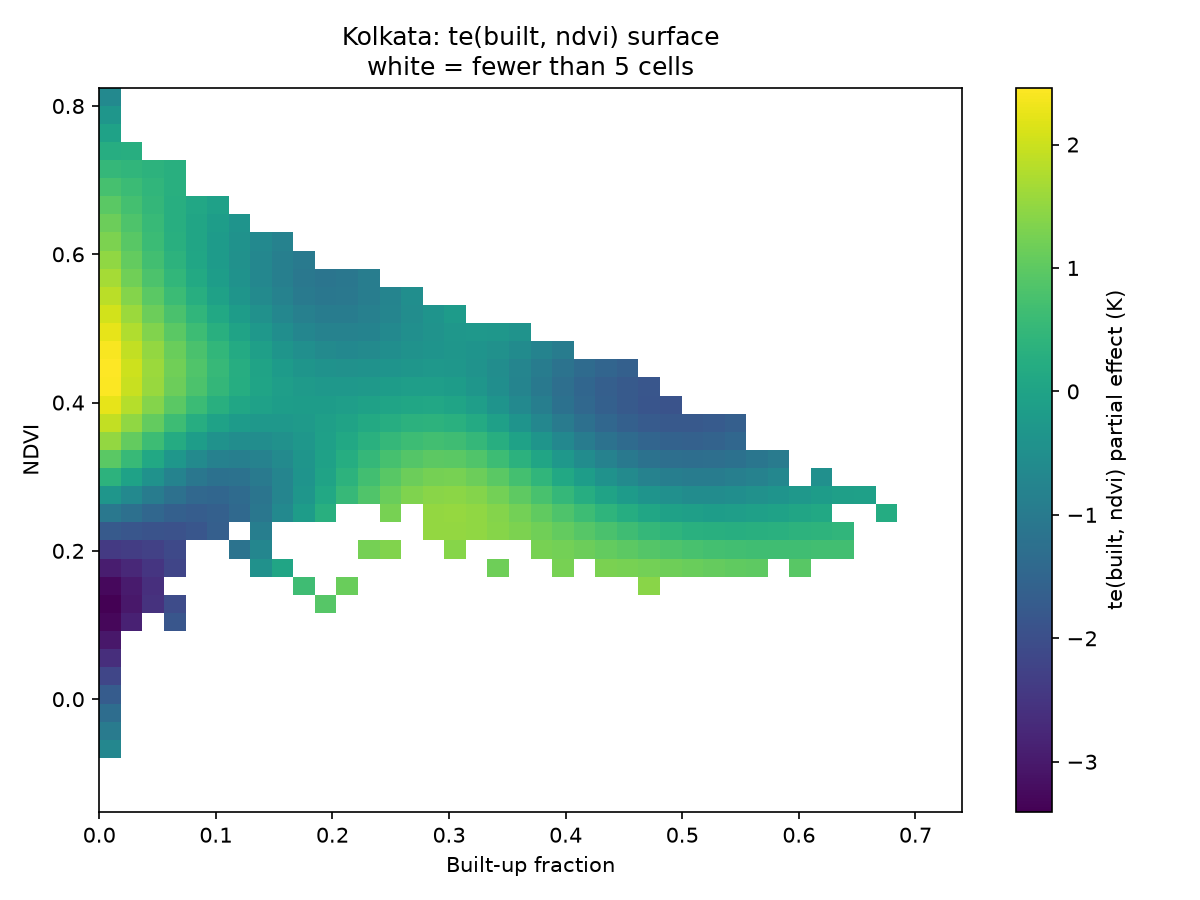 Kolkata: te(built, ndvi) surface
white = fewer than 5 cells
0.8
0.6
0.4
0.2
0.0
NDVI
0.0 0.1 0.2 0.3 0.4 0.5 0.6 0.7
Built-up fraction
2
1
0
−1
−2
−3
te(built, ndvi) partial effect (K)